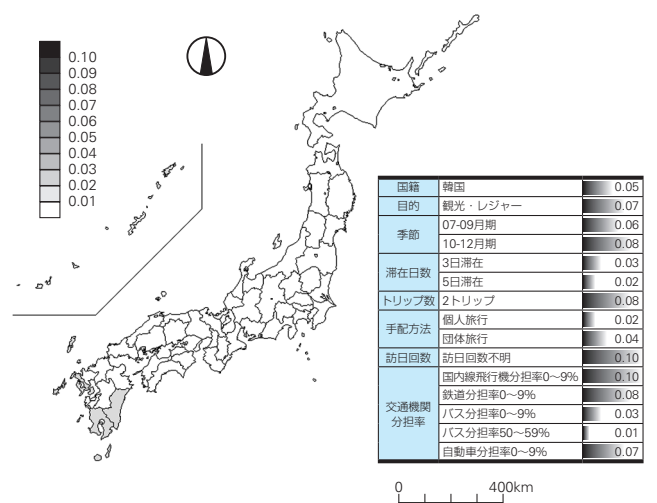 0.10
0.09
0.08
0.07
0.06
0.05
0.04
0.03
0.02
0.01
国籍 韓国 0.05
目的 観光・レジャー 0.07
季節 07-09月期 0.06
10-12月期 0.08
滞在日数 3日滞在 0.03
5日滞在 0.02
トリップ数 2トリップ 0.08
手配方法 個人旅行 0.02
団体旅行 0.04
訪日回数 訪日回数不明 0.10
交通機関分担率 国内線飛行機分担率0～9% 0.10
鉄道分担率0～9% 0.08
バス分担率0～9% 0.03
バス分担率50～59% 0.01
自動車分担率0～9% 0.07
0 400km